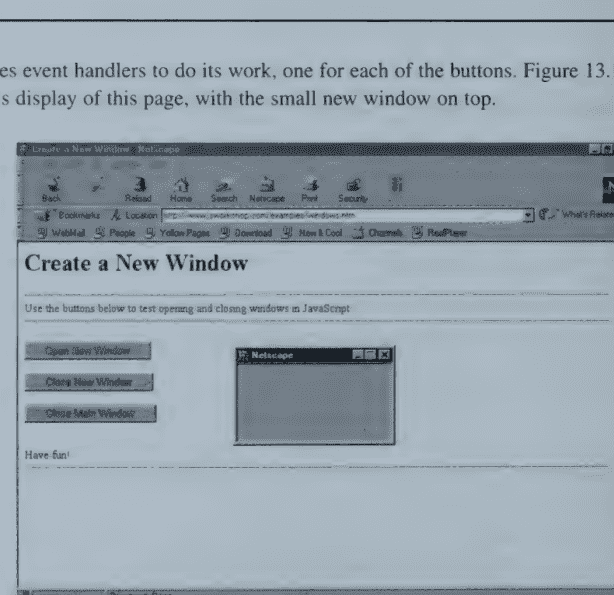 es event handlers to do its work, one for each of the buttons. Figure 13.
s display of this page, with the small new window on top.
Create a New Window Netscape
Back Reload Home Search Netscape Print Security
Bookmarks Location What's Relate
WebMail People Yellow Pages Download New & Cool Channels RealPlayer
Create a New Window
Use the buttons below to test opening and closing windows in JavaScript
Open New Window
Netscape
Close New Window
Close Main Window
Have fun!